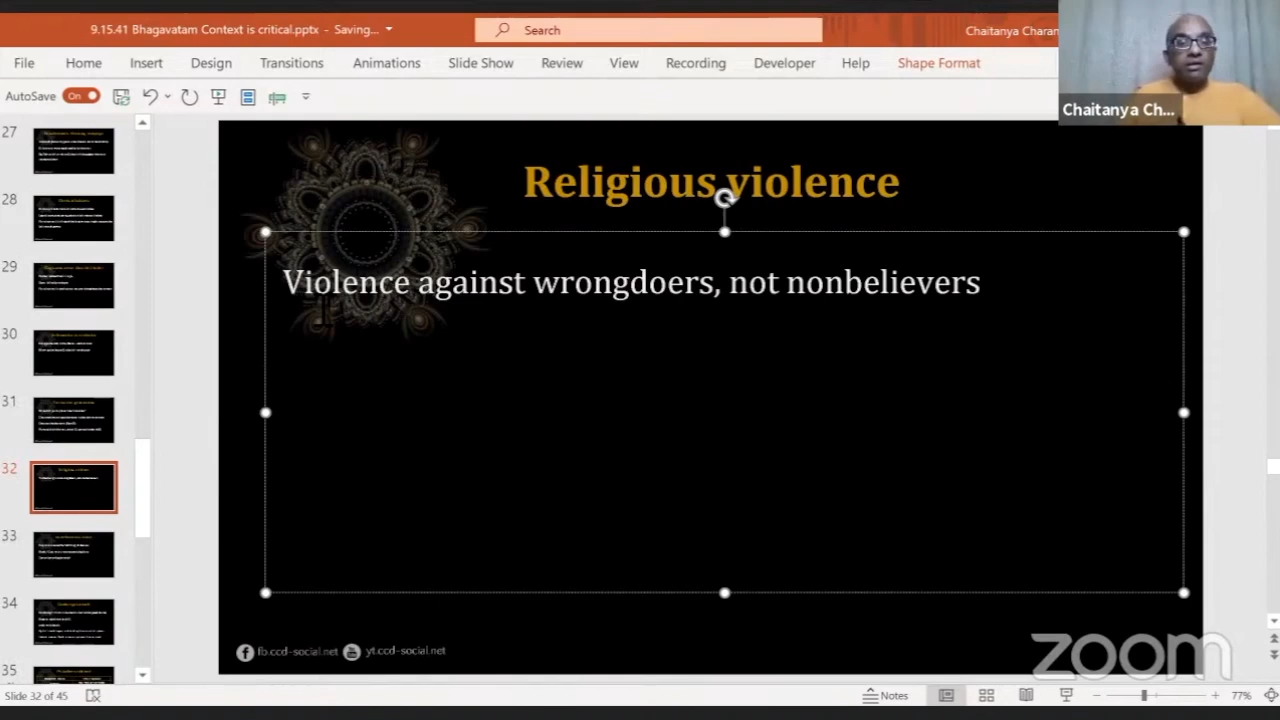 9.15.41 Bhagavatam Context is critical.pptx - Saving...
Search
Chaitanya Charan
File Home Insert Design Transitions Animations Slide Show Review View Recording Developer Help Shape Format
AutoSave On
Chaitanya Ch...
27
28
29
30
31
32
33
34
35
Religious violence
Violence against wrongdoers, not nonbelievers
fb.ccd-social.net yt.ccd-social.net
zoom
Slide 32 of 45
Notes
77%